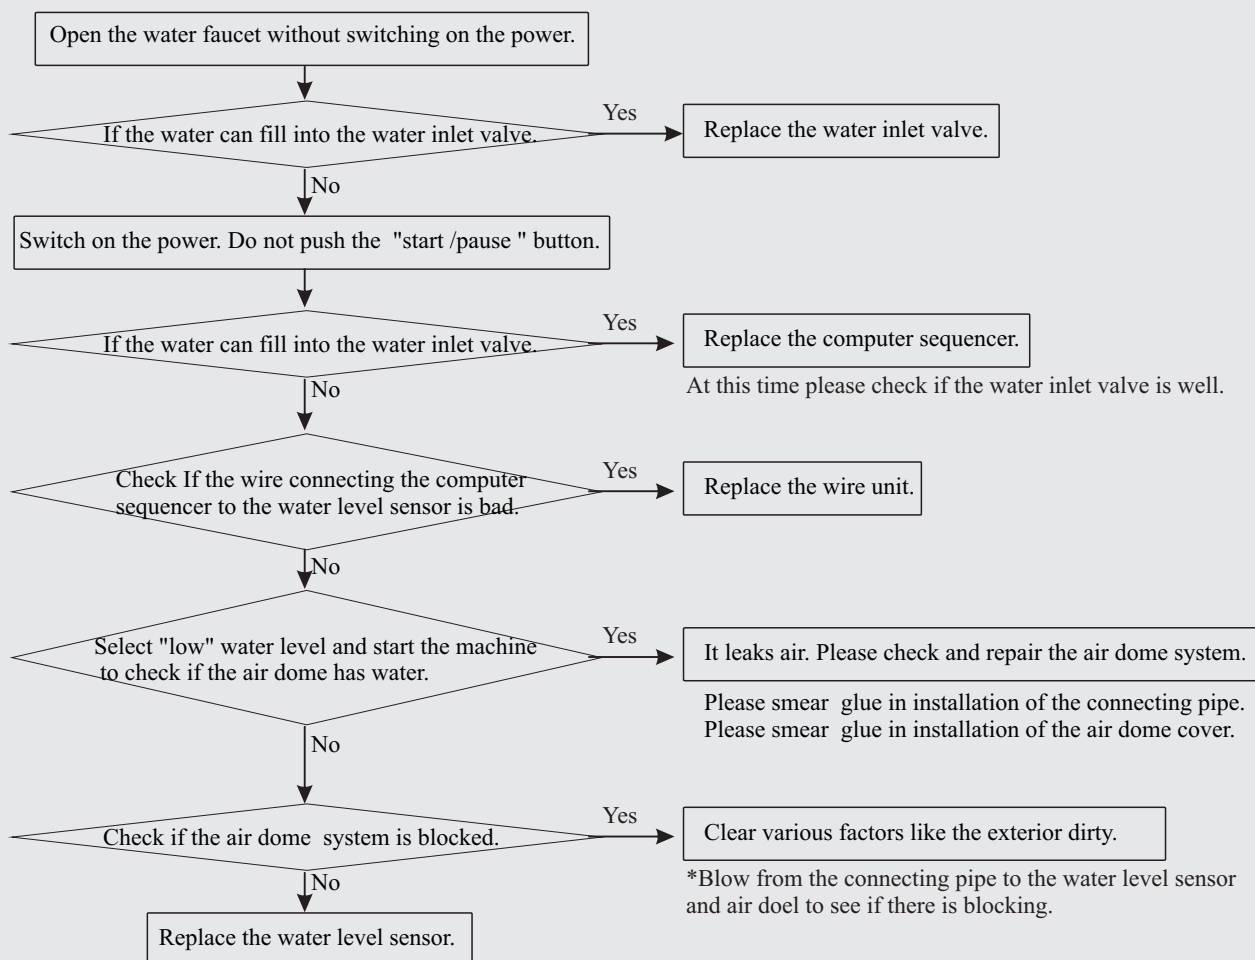 Open the water faucet without switching on the power.
If the water can fill into the water inlet valve.
Yes
Replace the water inlet valve.
No
Switch on the power. Do not push the "start /pause " button.
If the water can fill into the water inlet valve.
Yes
Replace the computer sequencer.
At this time please check if the water inlet valve is well.
No
Check If the wire connecting the computer
sequencer to the water level sensor is bad.
Yes
Replace the wire unit.
No
Select "low" water level and start the machine
to check if the air dome has water.
Yes
It leaks air. Please check and repair the air dome system.
Please smear glue in installation of the connecting pipe.
Please smear glue in installation of the air dome cover.
No
Check if the air dome system is blocked.
Yes
Clear various factors like the exterior dirty.
*Blow from the connecting pipe to the water level sensor
and air doel to see if there is blocking.
No
Replace the water level sensor.